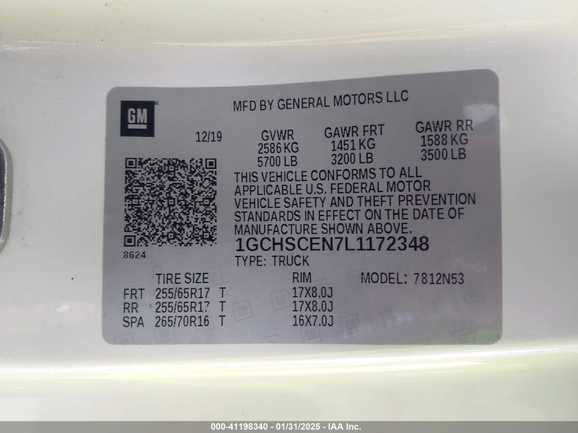 GM
MFD BY GENERAL MOTORS LLC
12/19
GVWR GAWR FRT GAWR RR
2586 KG 1451 KG 1588 KG
5700 LB 3200 LB 3500 LB
THIS VEHICLE CONFORMS TO ALL
APPLICABLE U.S. FEDERAL MOTOR
VEHICLE SAFETY AND THEFT PREVENTION
STANDARDS IN EFFECT ON THE DATE OF
MANUFACTURE SHOWN ABOVE.
8624
1GCHSCEN7L1172348
TYPE: TRUCK
TIRE SIZE RIM MODEL: 7812N53
FRT 255/65R17 T 17X8.0J
RR 255/65R17 T 17X8.0J
SPA 265/70R16 T 16X7.0J
000-41198340 / 01/31/2025 - IAA Inc.